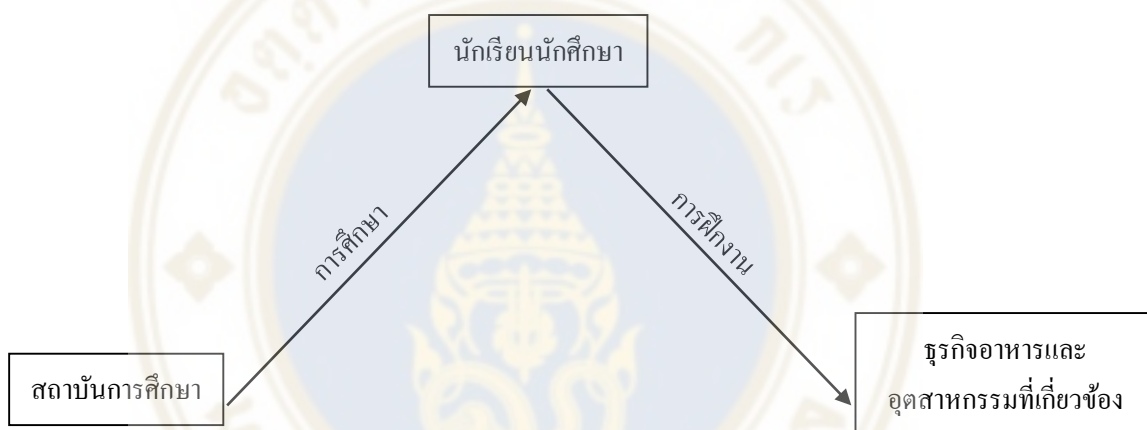 นักเรียนนักศึกษา
การศึกษา
การฝึกงาน
สถาบันการศึกษา
ธุรกิจอาหารและ
อุตสาหกรรมที่เกี่ยวข้อง